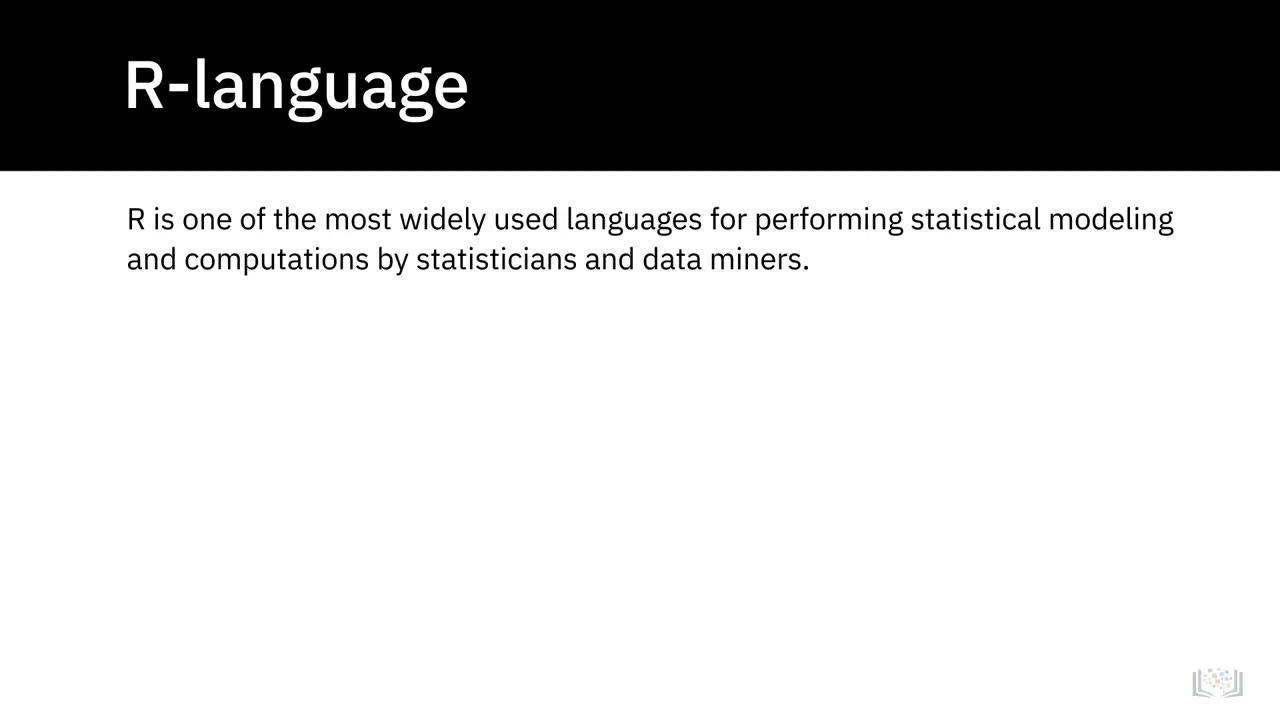 R-language
R is one of the most widely used languages for performing statistical modeling
and computations by statisticians and data miners.